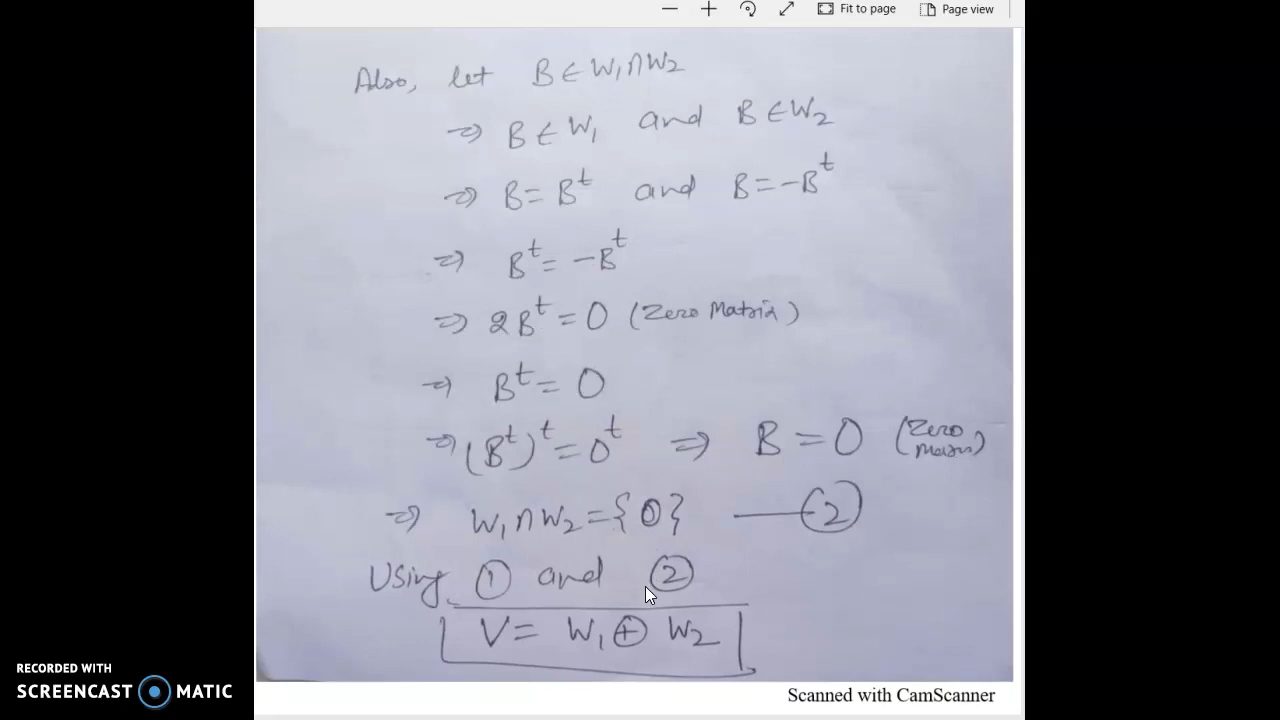 Fit to page Page view
Also, let B ∈ W₁ ∩ W₂
⇒ B ∈ W₁ and B ∈ W₂
⇒ B = Bᵗ and B = -Bᵗ
⇒ Bᵗ = -Bᵗ
⇒ 2Bᵗ = 0 (Zero Matrix)
⇒ Bᵗ = 0
⇒ (Bᵗ)ᵗ = 0ᵗ ⇒ B = 0 (Zero
Matrix)
⇒ W₁ ∩ W₂ = {0} — ②
Using ① and ②
V = W₁ ⊕ W₂
RECORDED WITH
SCREENCAST MATIC
Scanned with CamScanner